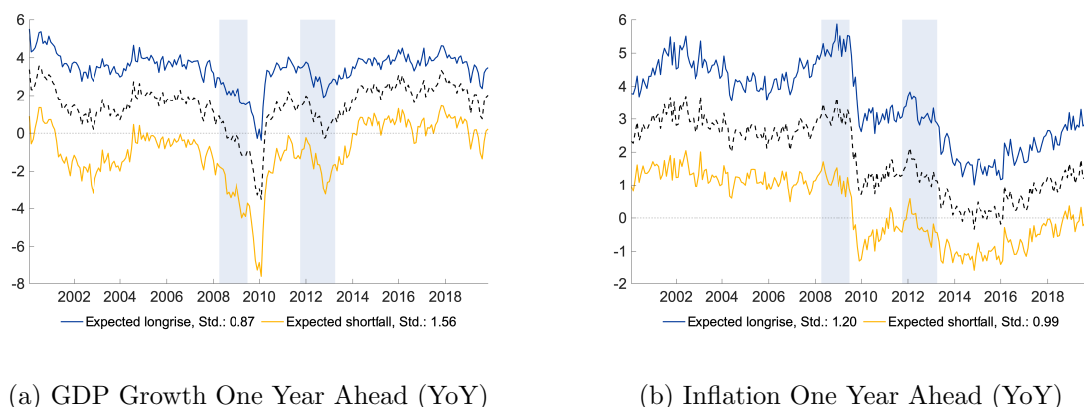 6
4
2
0
-2
-4
-6
-8
2002 2004 2006 2008 2010 2012 2014 2016 2018
Expected longrise, Std.: 0.87 Expected shortfall, Std.: 1.56
(a) GDP Growth One Year Ahead (YoY)
6
5
4
3
2
1
0
-1
-2
2002 2004 2006 2008 2010 2012 2014 2016 2018
Expected longrise, Std.: 1.20 Expected shortfall, Std.: 0.99
(b) Inflation One Year Ahead (YoY)